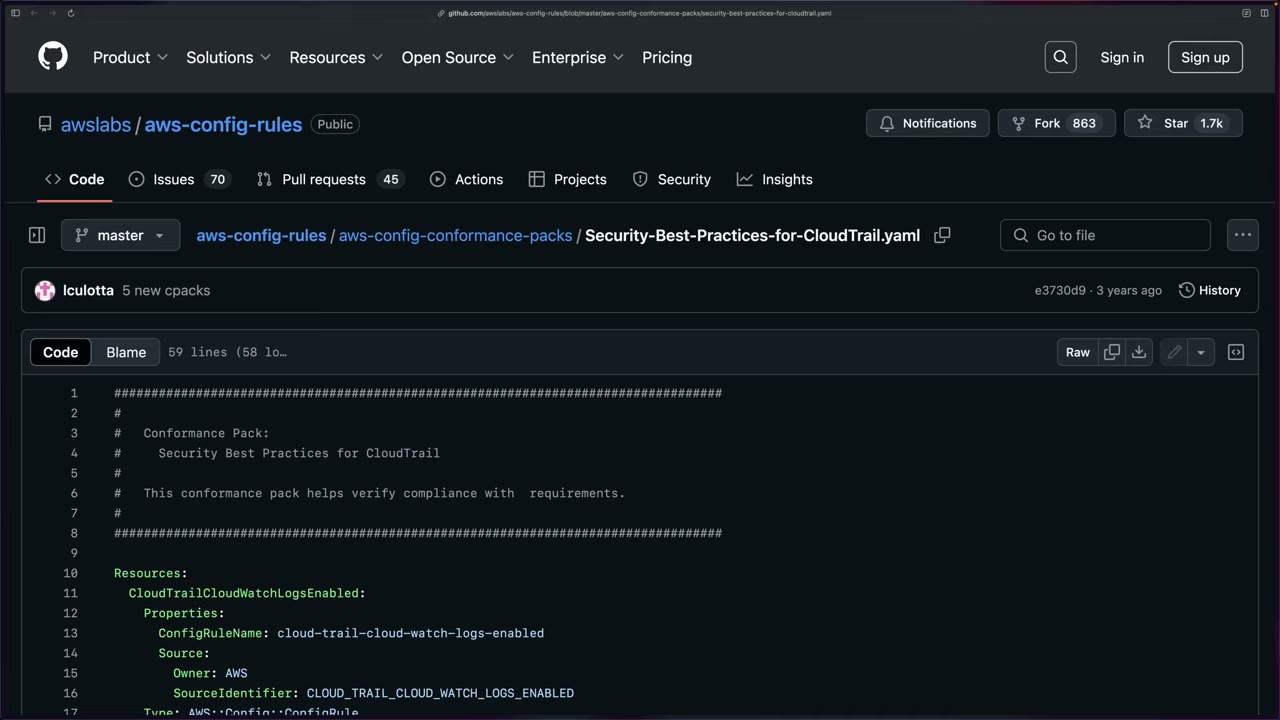 github.com/awslabs/aws-config-rules/blob/master/aws-config-conformance-packs/security-best-practices-for-cloudtrail.yaml
Product Solutions Resources Open Source Enterprise Pricing Sign in Sign up
awslabs / aws-config-rules Public Notifications Fork 863 Star 1.7k
Code Issues 70 Pull requests 45 Actions Projects Security Insights
master aws-config-rules / aws-config-conformance-packs / Security-Best-Practices-for-CloudTrail.yaml Go to file
lculotta 5 new cpacks e3730d9 · 3 years ago History
Code Blame 59 lines (58 lo… Raw
1 ##################################################################################
2 #
3 # Conformance Pack:
4 # Security Best Practices for CloudTrail
5 #
6 # This conformance pack helps verify compliance with requirements.
7 #
8 ##################################################################################
9
10 Resources:
11 CloudTrailCloudWatchLogsEnabled:
12 Properties:
13 ConfigRuleName: cloud-trail-cloud-watch-logs-enabled
14 Source:
15 Owner: AWS
16 SourceIdentifier: CLOUD_TRAIL_CLOUD_WATCH_LOGS_ENABLED
17 Type: AWS::Config::ConfigRule